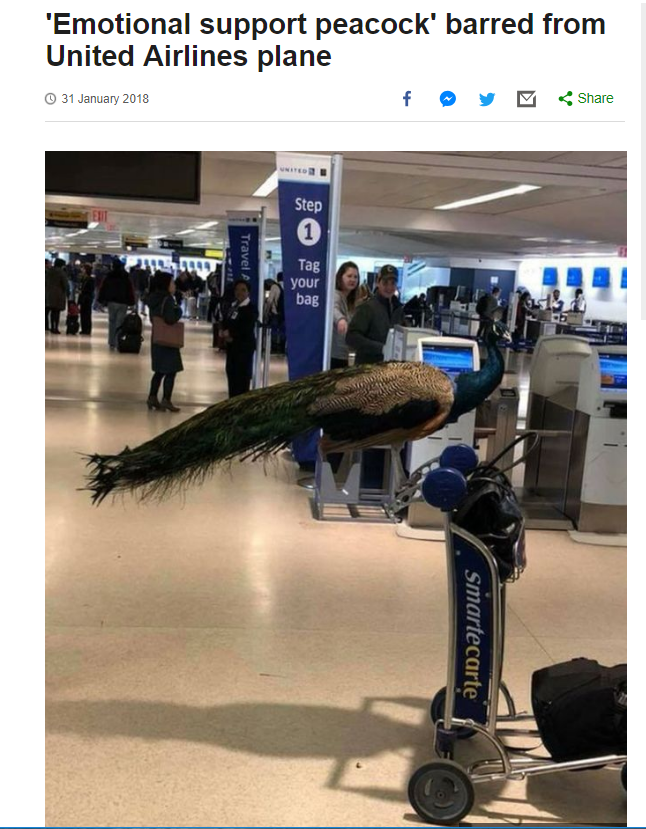 'Emotional support peacock' barred from
United Airlines plane
31 January 2018
Share
UNITED
EXIT
Step
1
Travel A
Tag
your
bag
Smartecarte